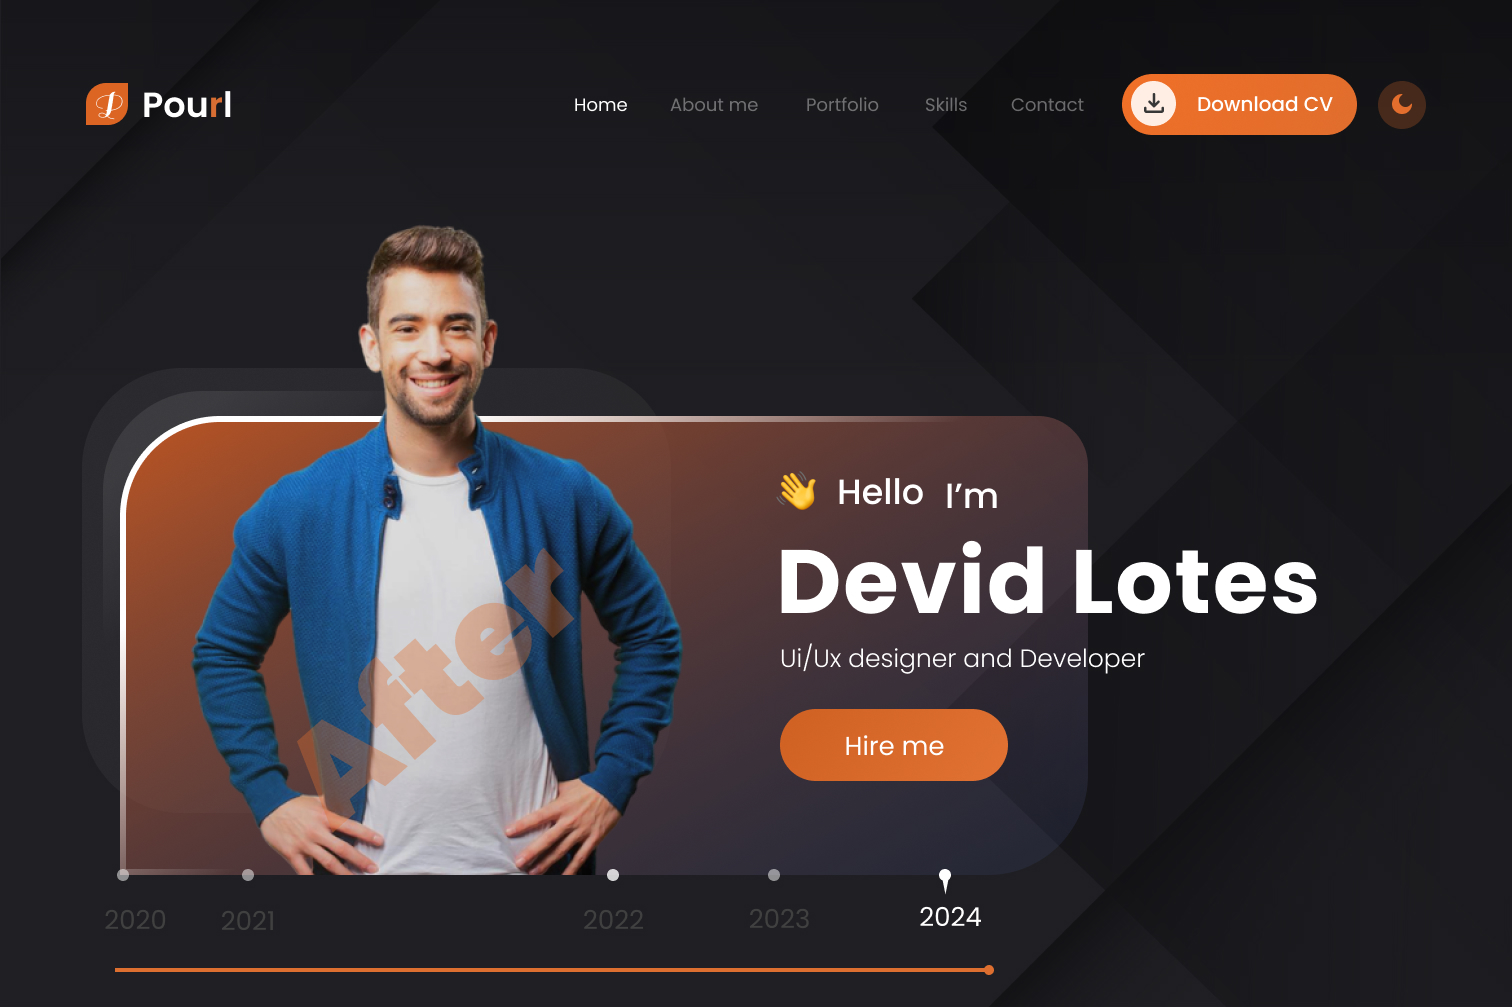 Pourl
Home About me Portfolio Skills Contact Download CV
👋 Hello I’m
Devid Lotes
Ui/Ux designer and Developer
After
Hire me
2020 2021 2022 2023 2024